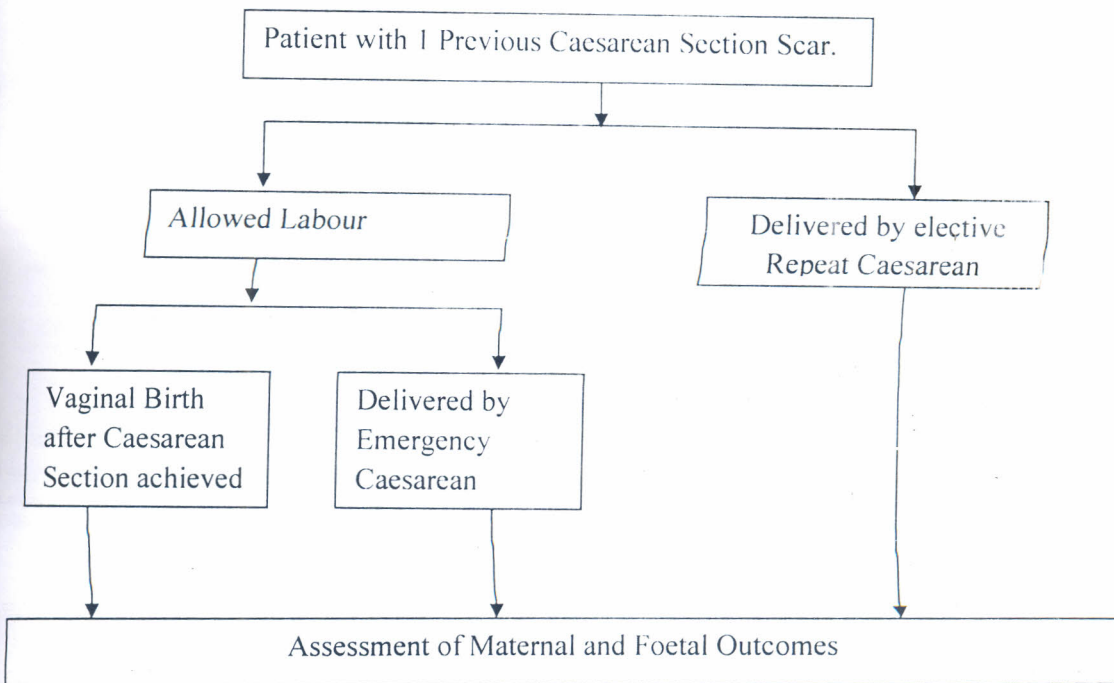 Patient with 1 Previous Caesarean Section Scar.
Allowed Labour
Delivered by elective
Repeat Caesarean
Vaginal Birth
after Caesarean
Section achieved
Delivered by
Emergency
Caesarean
Assessment of Maternal and Foetal Outcomes